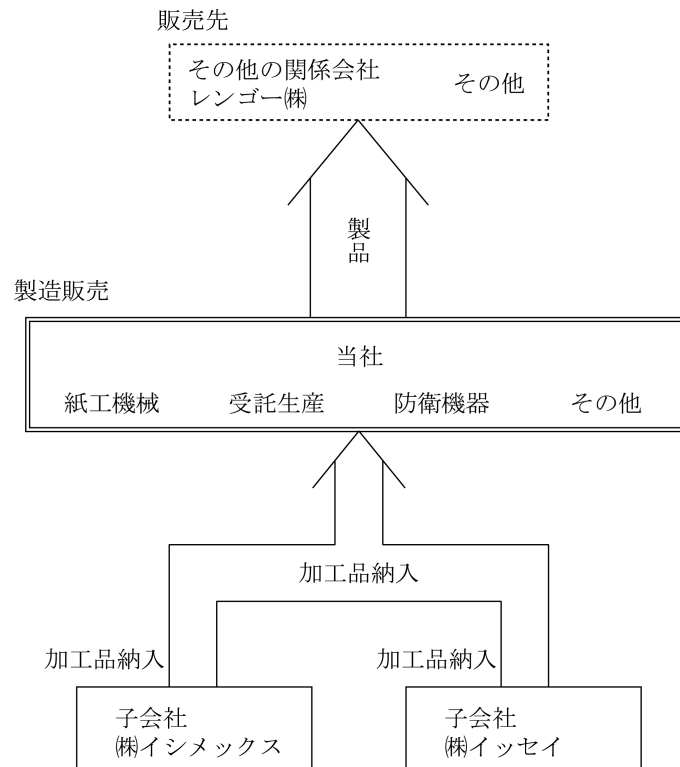 販売先
その他の関係会社
レンゴー㈱
その他
製品
製造販売
当社
紙工機械 受託生産 防衛機器 その他
加工品納入
加工品納入 加工品納入
子会社
㈱イシメックス
子会社
㈱イッセイ